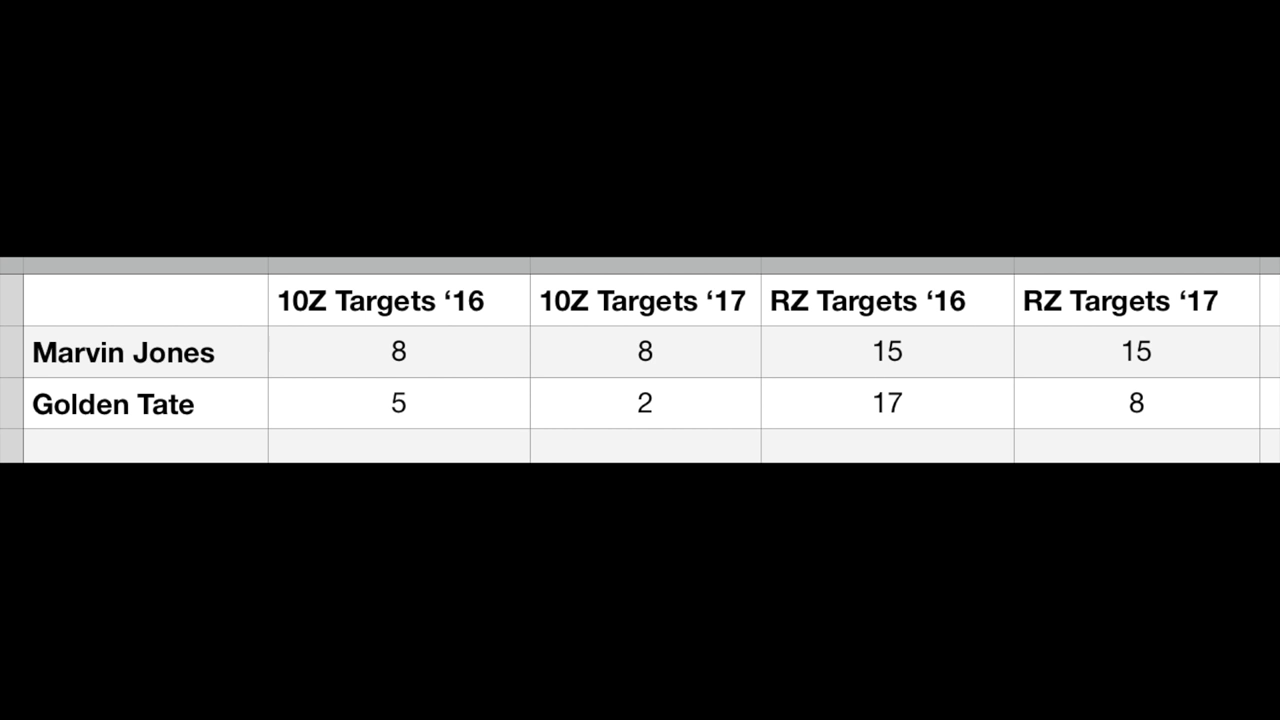 10Z Targets ‘16 10Z Targets ‘17 RZ Targets ‘16 RZ Targets ‘17
Marvin Jones 8 8 15 15
Golden Tate 5 2 17 8